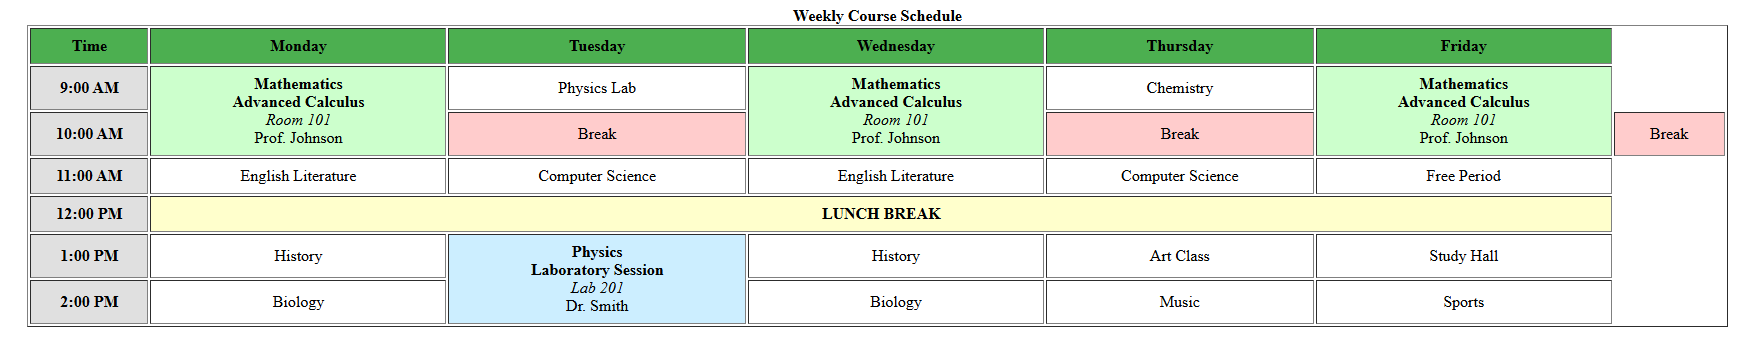 Weekly Course Schedule
Time Monday Tuesday Wednesday Thursday Friday
9:00 AM
Mathematics
Advanced Calculus
Room 101
Prof. Johnson
Physics Lab
Mathematics
Advanced Calculus
Room 101
Prof. Johnson
Chemistry
Mathematics
Advanced Calculus
Room 101
Prof. Johnson
10:00 AM Break Break Break
11:00 AM English Literature Computer Science English Literature Computer Science Free Period
12:00 PM LUNCH BREAK
1:00 PM History
Physics
Laboratory Session
Lab 201
Dr. Smith
History Art Class Study Hall
2:00 PM Biology Biology Music Sports